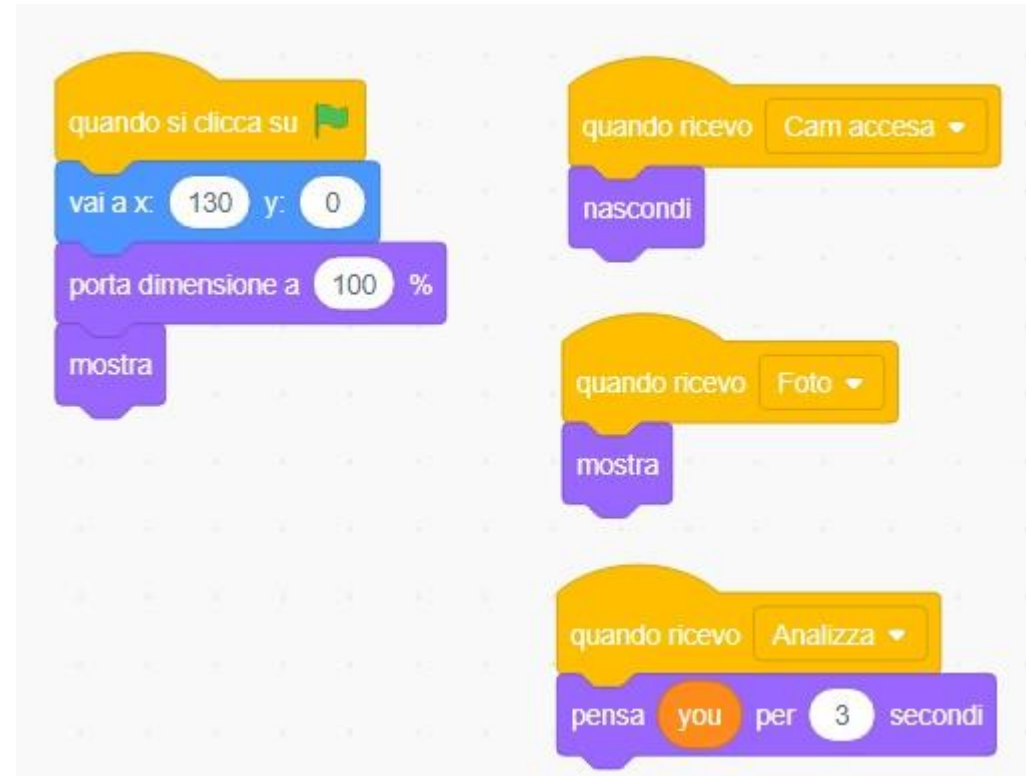 quando si clicca su
vai a x: 130 y: 0
porta dimensione a 100 %
mostra
quando ricevo Cam accesa
nascondi
quando ricevo Foto
mostra
quando ricevo Analizza
pensa you per 3 secondi